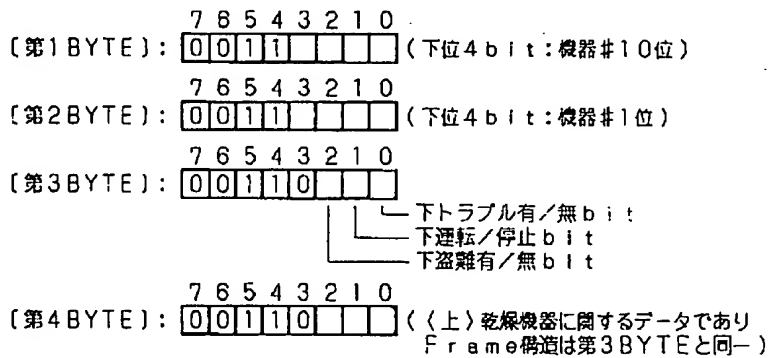 7 6 5 4 3 2 1 0
〔第1BYTE〕: 0 0 1 1 (下位4bit:機器#10位)
7 6 5 4 3 2 1 0
〔第2BYTE〕: 0 0 1 1 (下位4bit:機器#1位)
7 6 5 4 3 2 1 0
〔第3BYTE〕: 0 0 1 1 0
下トラブル有/無bit
下運転/停止bit
下盗難有/無bit
7 6 5 4 3 2 1 0
〔第4BYTE〕: 0 0 1 1 0 (〈上〉乾燥機器に関するデータであり
Frame構造は第3BYTEと同一)